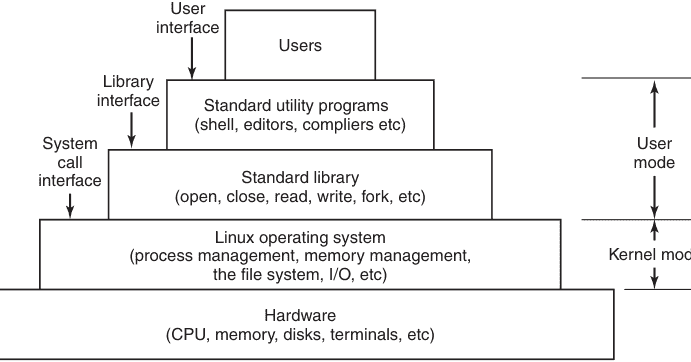 User
interface
Users
Library
interface
Standard utility programs
(shell, editors, compliers etc)
System
call
interface
User
mode
Standard library
(open, close, read, write, fork, etc)
Linux operating system
(process management, memory management,
the file system, I/O, etc)
Kernel mod
Hardware
(CPU, memory, disks, terminals, etc)